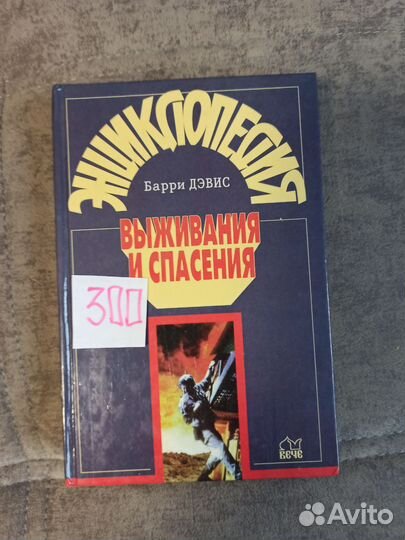 ЭНЦИКЛОПЕДИЯ
Барри ДЭВИС
ВЫЖИВАНИЯ
И СПАСЕНИЯ
300
ВЕЧЕ
Avito